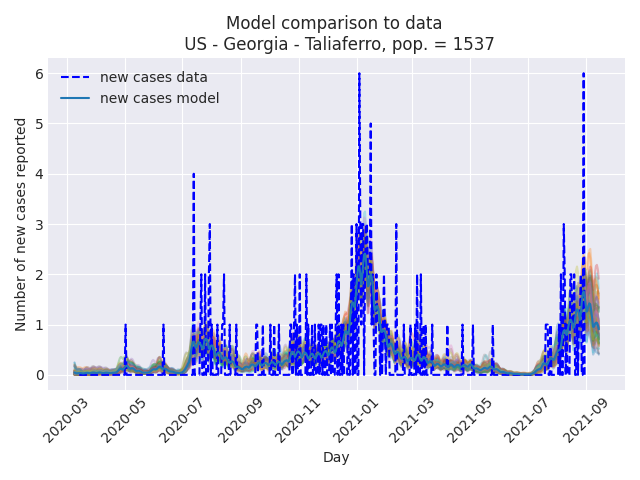 Model comparison to data
US - Georgia - Taliaferro, pop. = 1537
new cases data
new cases model
Number of new cases reported
6
5
4
3
2
1
0
2020-03
2020-05
2020-07
2020-09
2020-11
2021-01
2021-03
2021-05
2021-07
2021-09
Day